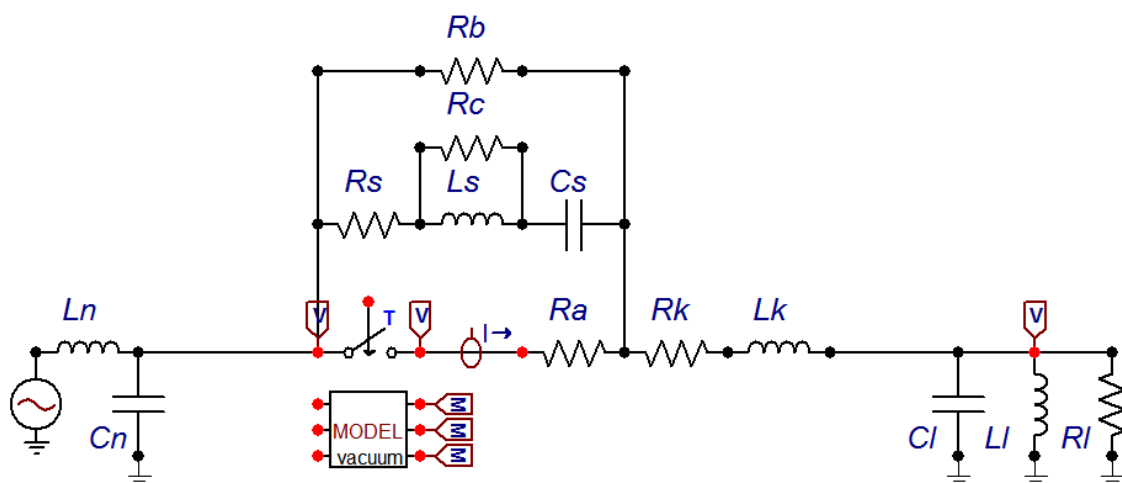 Rb
Rc
Rs
Ls
Cs
Ln
V
T
V
I
Ra
Rk
Lk
V
Cn
MODEL
vacuum
M
M
M
Cl
Ll
Rl